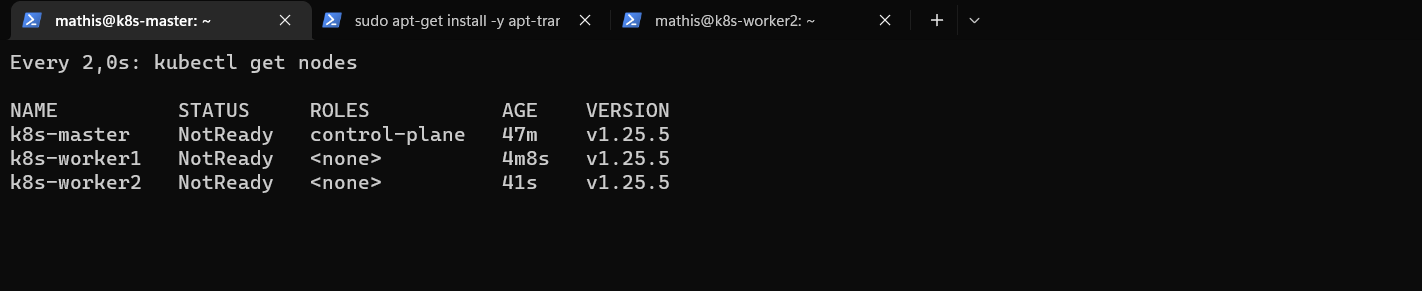 mathis@k8s-master: ~ sudo apt-get install -y apt-trar mathis@k8s-worker2: ~
Every 2,0s: kubectl get nodes
NAME STATUS ROLES AGE VERSION
k8s-master NotReady control-plane 47m v1.25.5
k8s-worker1 NotReady <none> 4m8s v1.25.5
k8s-worker2 NotReady <none> 41s v1.25.5